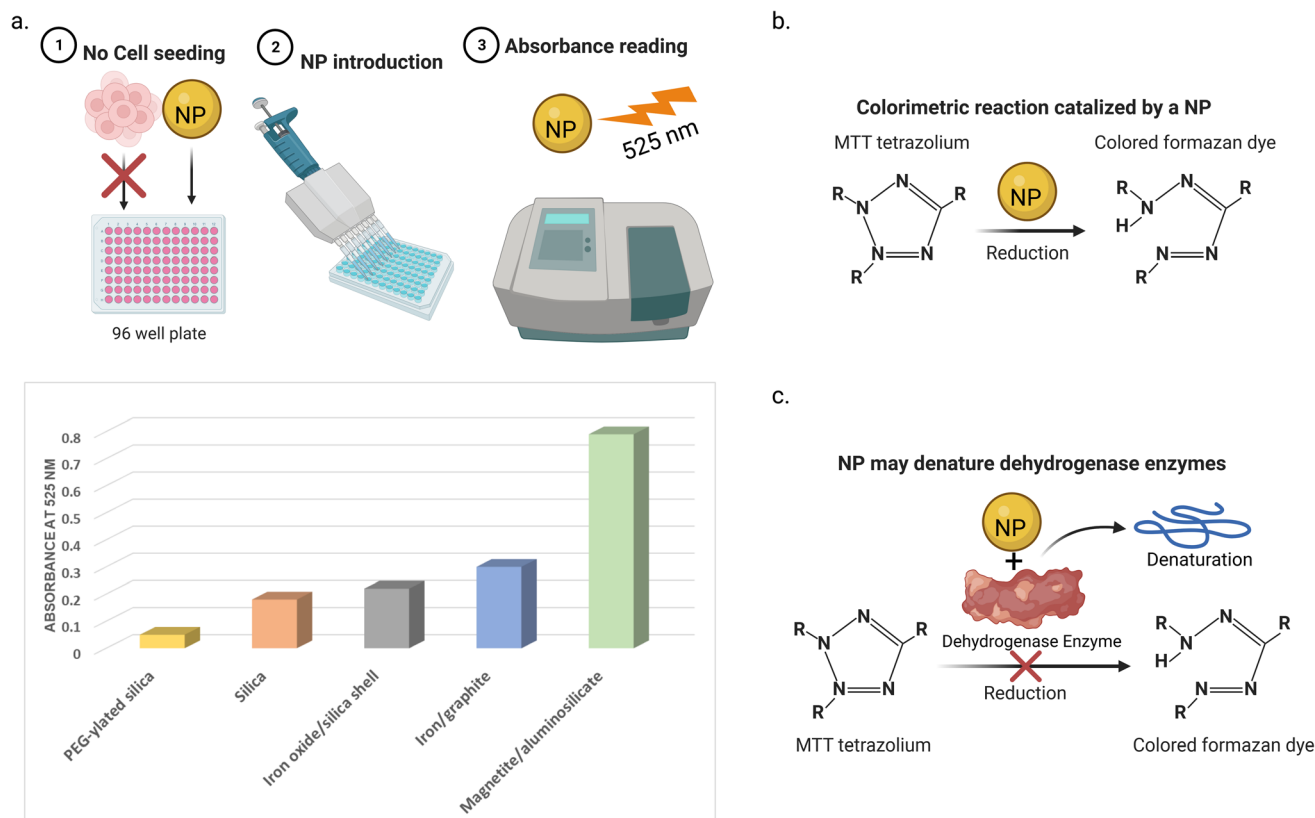 a.
1 No Cell seeding
NP
96 well plate
2 NP introduction
3 Absorbance reading
NP
525 nm
ABSORBANCE AT 525 NM
0.8
0.7
0.6
0.5
0.4
0.3
0.2
0.1
0
PEG-ylated silica
Silica
Iron oxide/silica shell
Iron/graphite
Magnetite/aluminosilicate
b.
Colorimetric reaction catalized by a NP
MTT tetrazolium
Colored formazan dye
R
N
N
N
N
R
R
NP
Reduction
R
N
H
N
R
N
N
R
c.
NP may denature dehydrogenase enzymes
NP
+
Denaturation
Dehydrogenase Enzyme
Reduction
R
N
N
R
N
N
R
MTT tetrazolium
R
N
H
N
R
N
N
R
Colored formazan dye